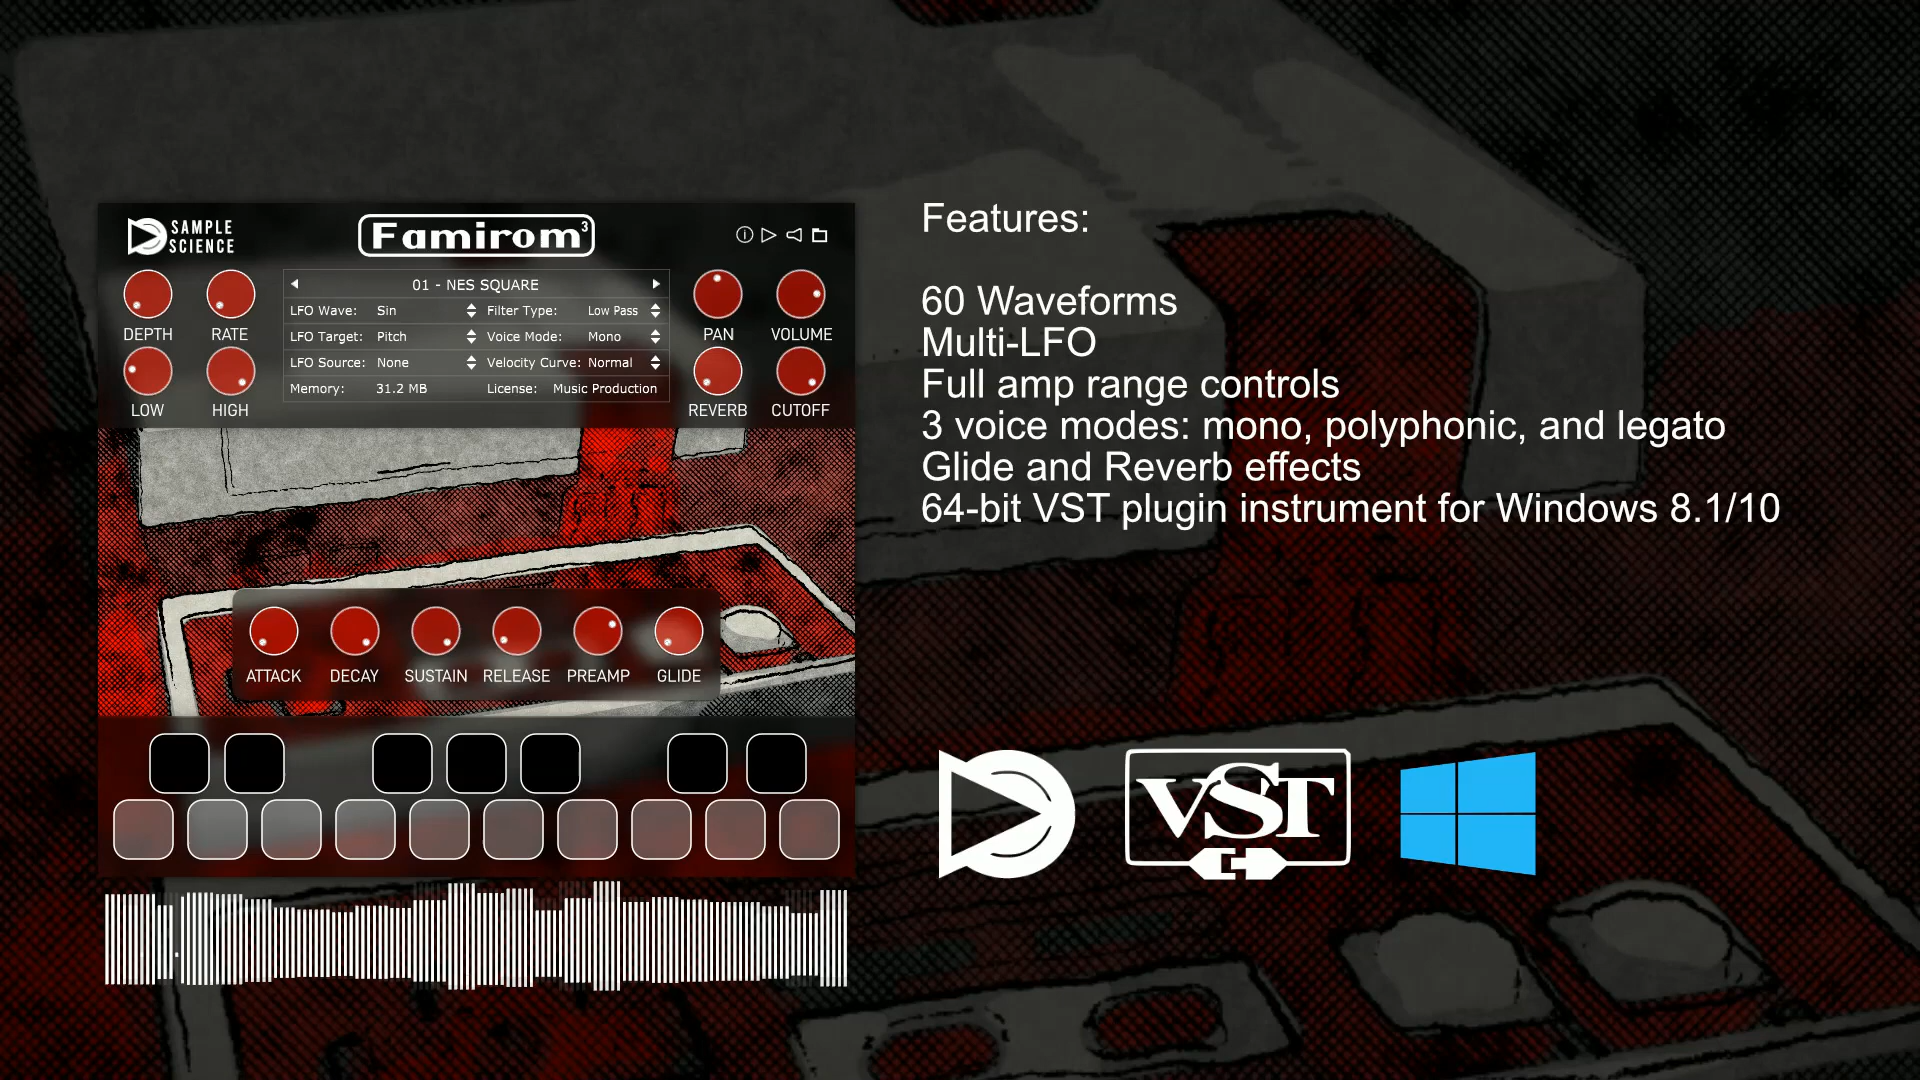 SAMPLE
SCIENCE
Famirom3
DEPTH
RATE
LOW
HIGH
01 - NES SQUARE
LFO Wave: Sin
Filter Type: Low Pass
LFO Target: Pitch
Voice Mode: Mono
LFO Source: None
Velocity Curve: Normal
Memory: 31.2 MB
License: Music Production
PAN
VOLUME
REVERB
CUTOFF
ATTACK
DECAY
SUSTAIN
RELEASE
PREAMP
GLIDE
Features:
60 Waveforms
Multi-LFO
Full amp range controls
3 voice modes: mono, polyphonic, and legato
Glide and Reverb effects
64-bit VST plugin instrument for Windows 8.1/10
VST